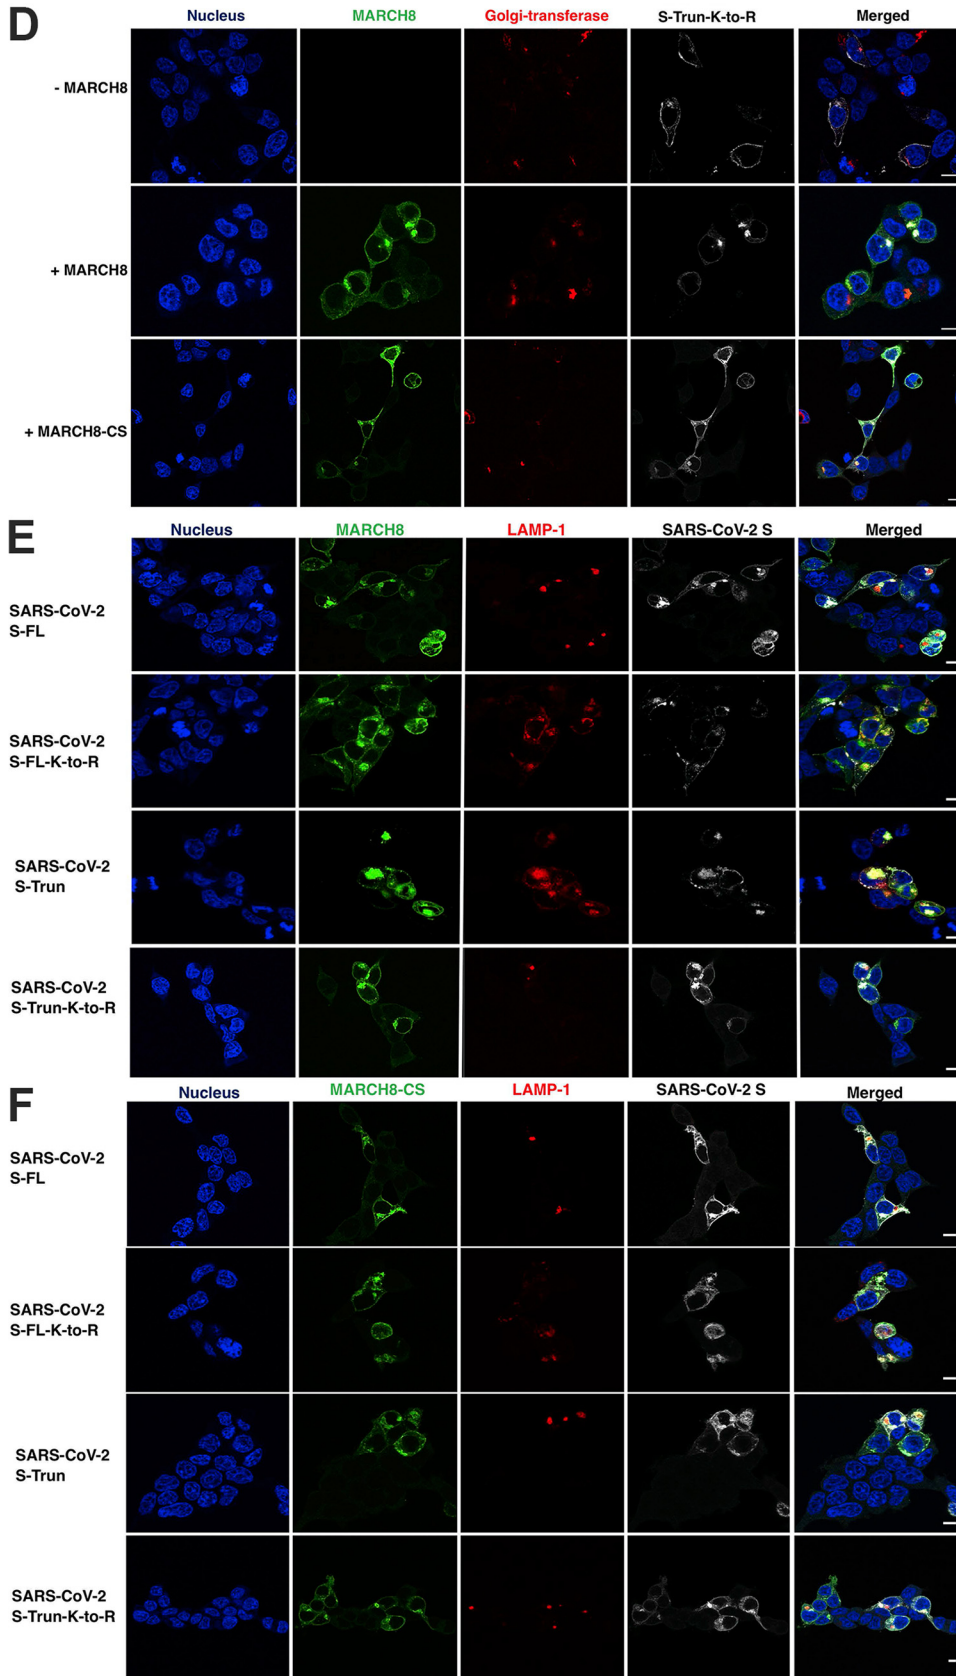 D
Nucleus MARCH8 Golgi-transferase S-Trun-K-to-R Merged
- MARCH8
+ MARCH8
+ MARCH8-CS
E
Nucleus MARCH8 LAMP-1 SARS-CoV-2 S Merged
SARS-CoV-2
S-FL
SARS-CoV-2
S-FL-K-to-R
SARS-CoV-2
S-Trun
SARS-CoV-2
S-Trun-K-to-R
F
Nucleus MARCH8-CS LAMP-1 SARS-CoV-2 S Merged
SARS-CoV-2
S-FL
SARS-CoV-2
S-FL-K-to-R
SARS-CoV-2
S-Trun
SARS-CoV-2
S-Trun-K-to-R